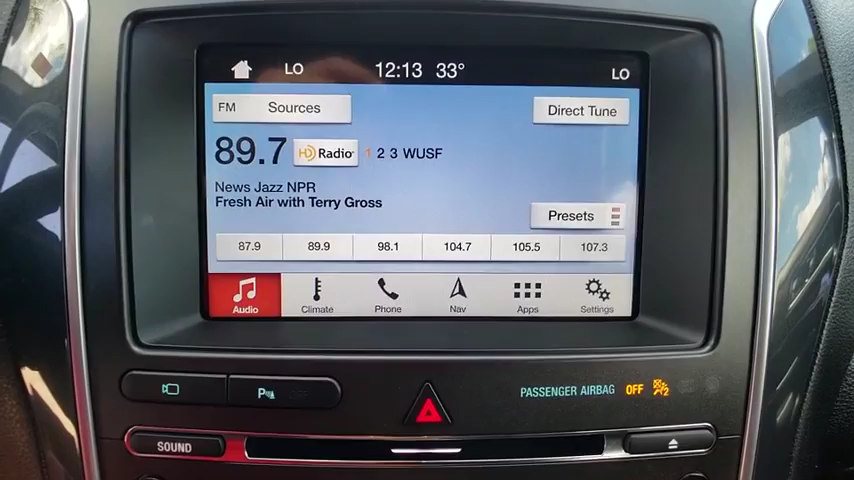 LO 12:13 33° LO
FM Sources Direct Tune
89.7 HD Radio 1 2 3 WUSF
News Jazz NPR
Fresh Air with Terry Gross
Presets
87.9 89.9 98.1 104.7 105.5 107.3
Audio Climate Phone Nav Apps Settings
P PASSENGER AIRBAG OFF 2
SOUND